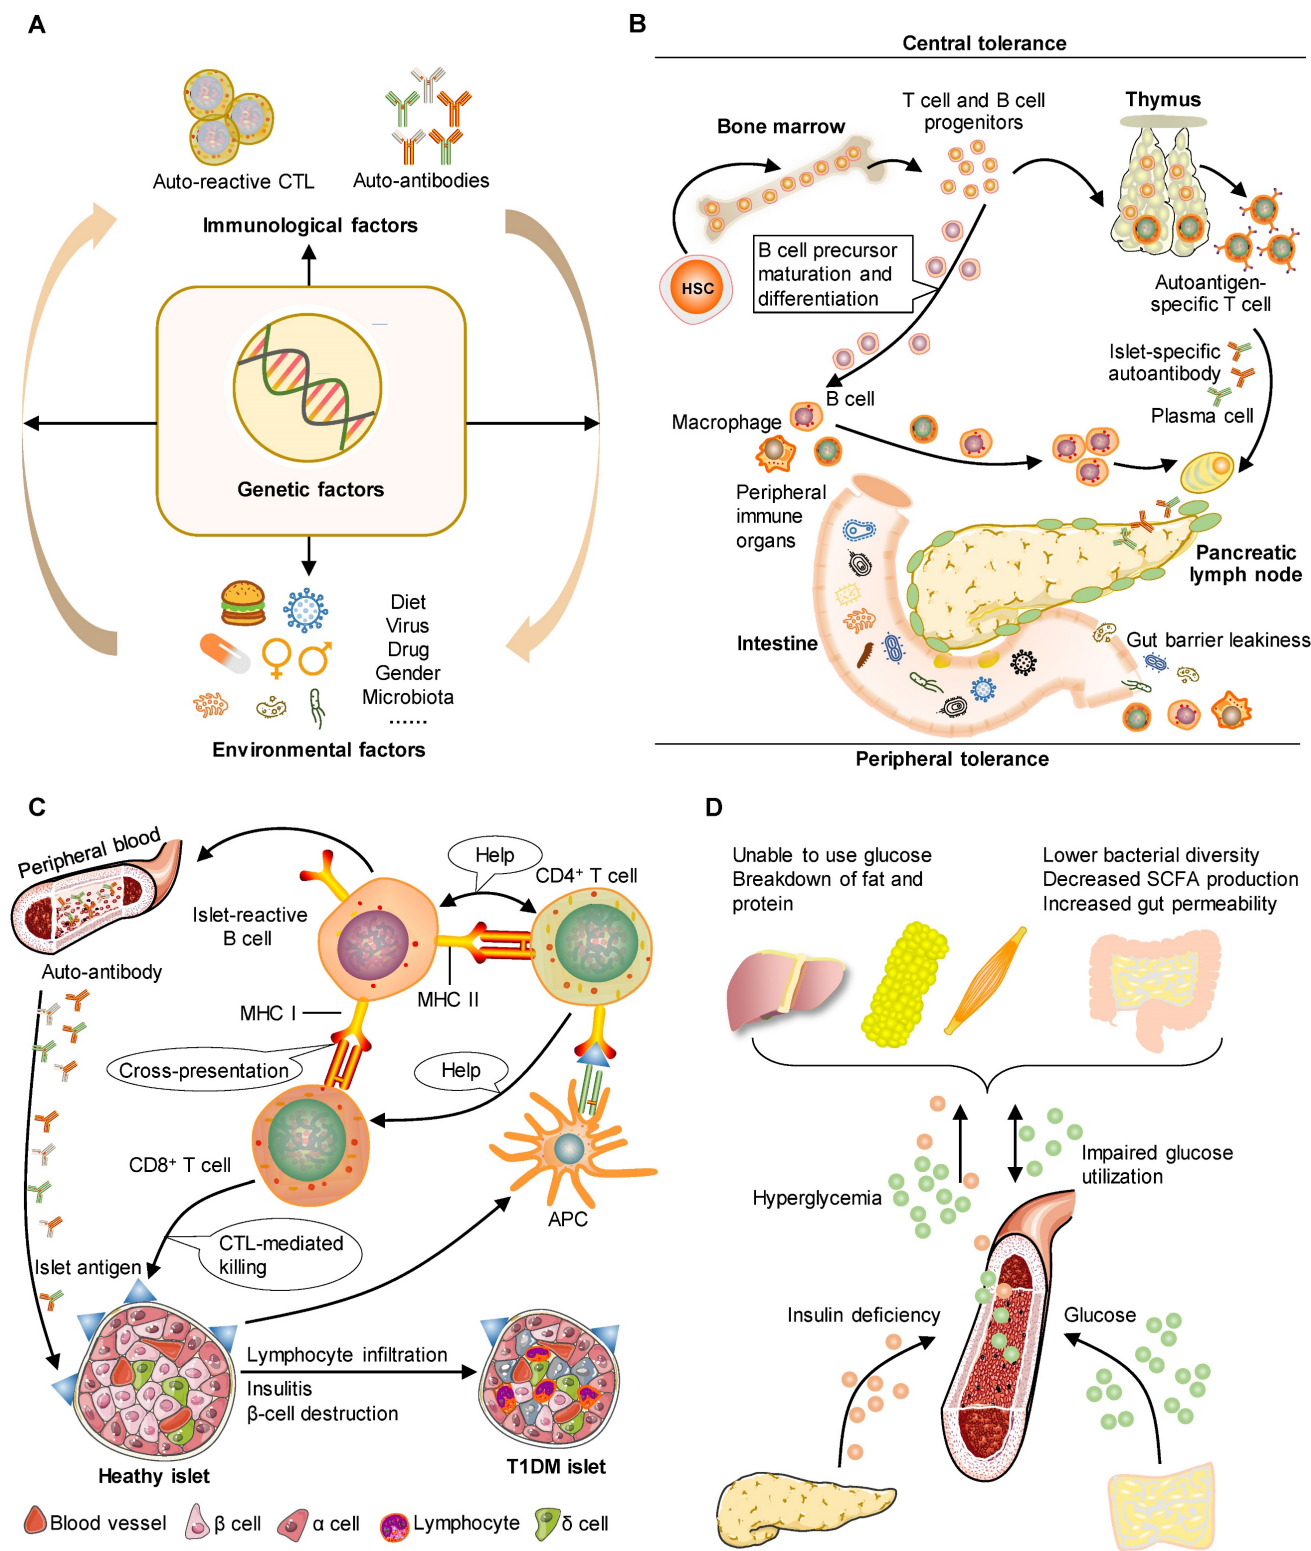 A
Auto-reactive CTL
Auto-antibodies
Immunological factors
Genetic factors
Diet
Virus
Drug
Gender
Microbiota
......
Environmental factors
B
Central tolerance
Bone marrow
T cell and B cell
progenitors
Thymus
HSC
B cell precursor
maturation and
differentiation
Autoantigen-
specific T cell
Islet-specific
autoantibody
Plasma cell
B cell
Macrophage
Peripheral
immune
organs
Pancreatic
lymph node
Intestine
Gut barrier leakiness
Peripheral tolerance
C
Peripheral blood
Help
CD4⁺ T cell
Islet-reactive
B cell
Auto-antibody
MHC II
MHC I
Cross-presentation
Help
CD8⁺ T cell
APC
CTL-mediated
killing
Islet antigen
Lymphocyte infiltration
Insulitis
β-cell destruction
Heathy islet
T1DM islet
Blood vessel
β cell
α cell
Lymphocyte
δ cell
D
Unable to use glucose
Breakdown of fat and
protein
Lower bacterial diversity
Decreased SCFA production
Increased gut permeability
Impaired glucose
utilization
Hyperglycemia
Insulin deficiency
Glucose